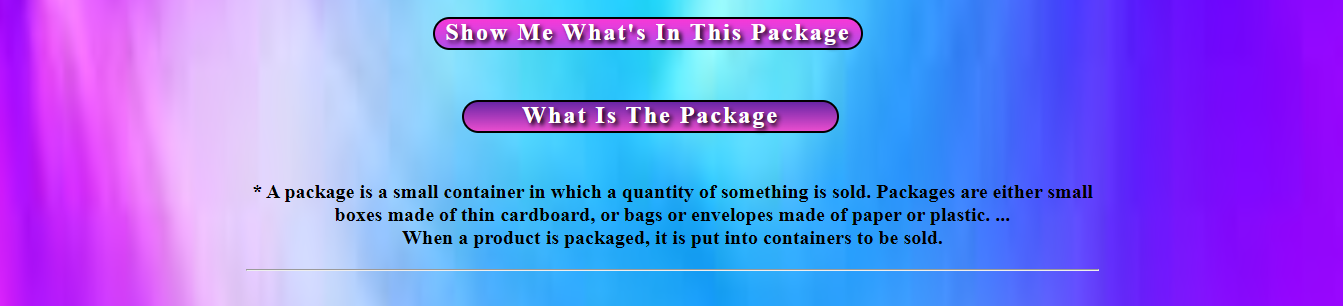 Show Me What's In This Package
What Is The Package
* A package is a small container in which a quantity of something is sold. Packages are either small
boxes made of thin cardboard, or bags or envelopes made of paper or plastic. ...
When a product is packaged, it is put into containers to be sold.